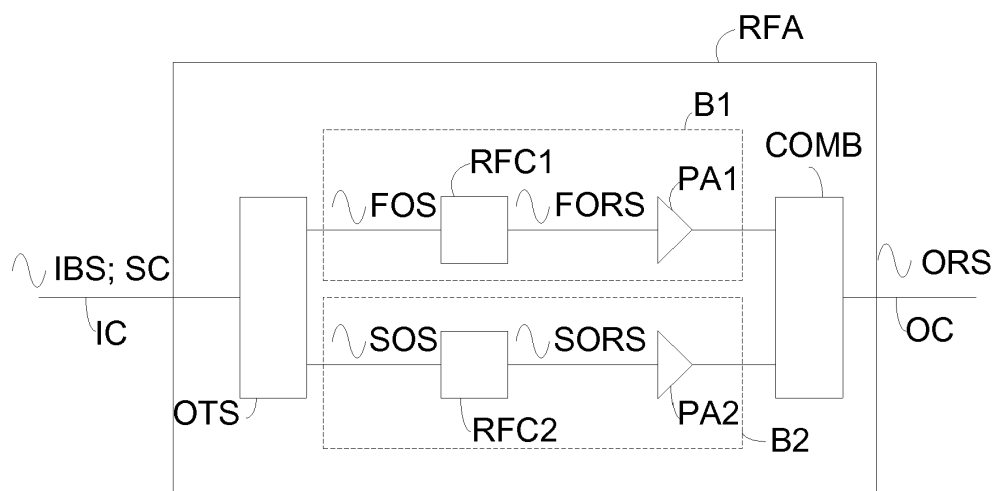 RFA
B1
COMB
RFC1
PA1
FOS
FORS
IBS; SC
ORS
IC
OC
SOS
SORS
OTS
RFC2
PA2
B2